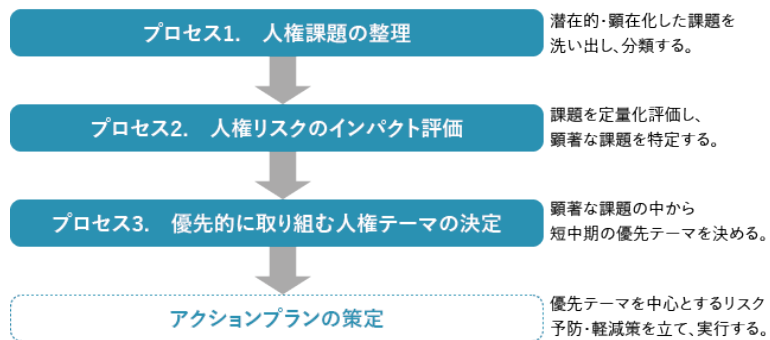 プロセス1.　人権課題の整理
潜在的・顕在化した課題を
洗い出し、分類する。
プロセス2.　人権リスクのインパクト評価
課題を定量化評価し、
顕著な課題を特定する。
プロセス3.　優先的に取り組む人権テーマの決定
顕著な課題の中から
短中期の優先テーマを決める。
アクションプランの策定
優先テーマを中心とするリスク
予防・軽減策を立て、実行する。